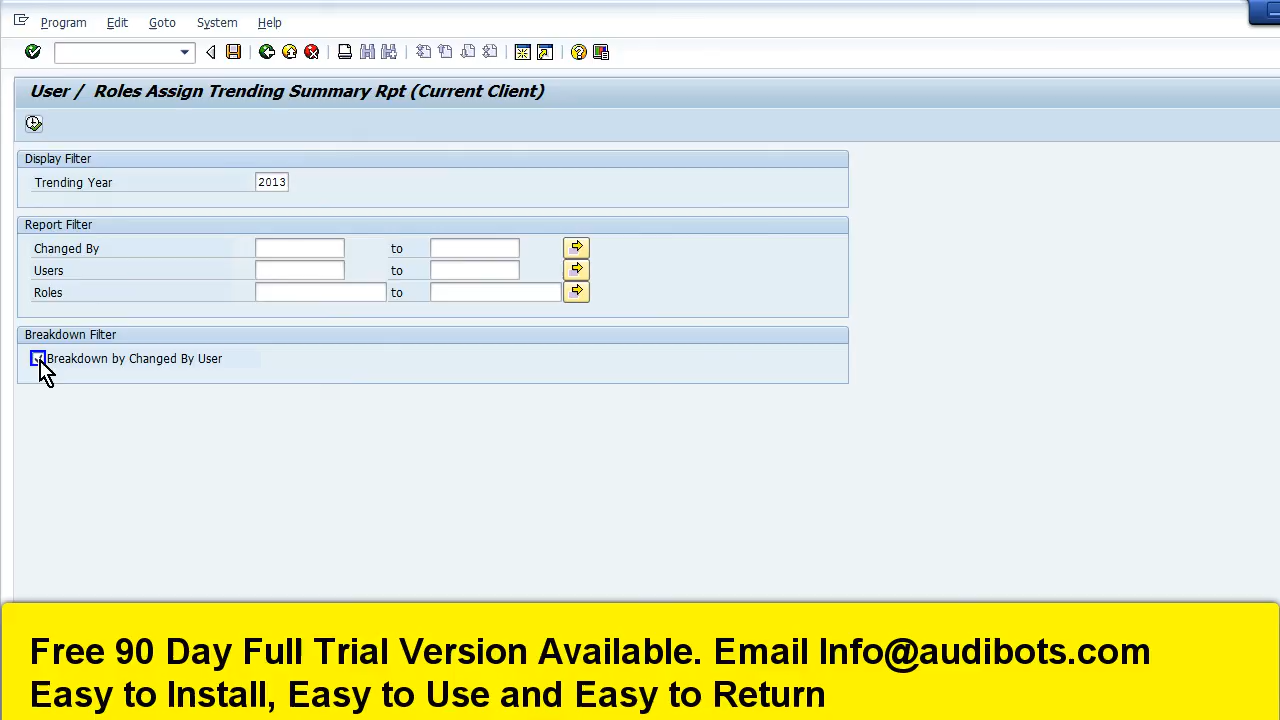 Program Edit Goto System Help
User / Roles Assign Trending Summary Rpt (Current Client)
Display Filter
Trending Year 2013
Report Filter
Changed By to
Users to
Roles to
Breakdown Filter
Breakdown by Changed By User
Free 90 Day Full Trial Version Available. Email Info@audibots.com
Easy to Install, Easy to Use and Easy to Return